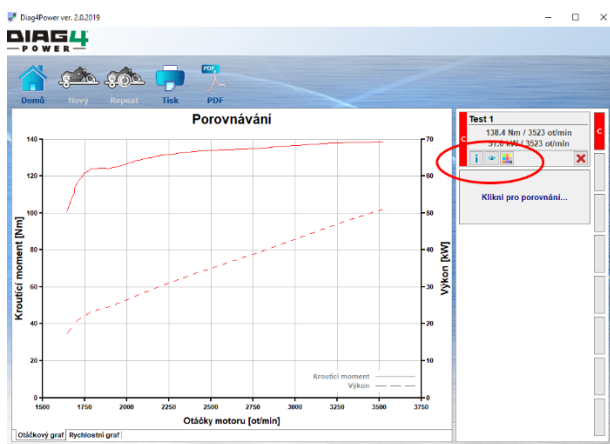 Diag4Power ver. 2.0.2019
DIAG4
POWER
Domů
Nový
Repeat
Tisk
PDF
PDF
Porovnávání
Test 1
138.4 Nm / 3523 ot/min
51.0 kW / 3523 ot/min
C
C
Klikni pro porovnání...
Krouticí moment [Nm]
140
120
100
80
60
40
20
0
70
60
50
40
30
20
10
0
Výkon [kW]
Krouticí moment
Výkon
1500
1750
2000
2250
2500
2750
3000
3250
3500
3750
Otáčky motoru [ot/min]
Otáčkový graf
Rychlostní graf